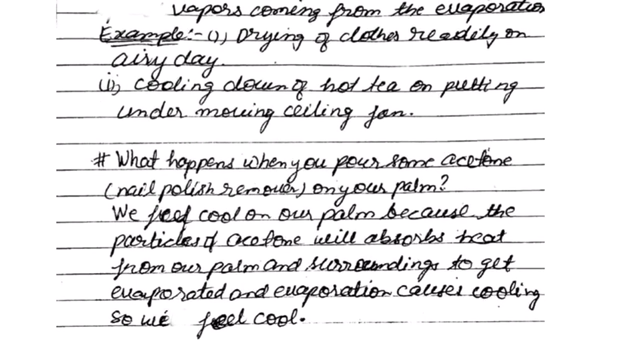 vapors coming from the evaporation
Example:- (i) Drying of clothes readily on
airy day.
(ii) cooling down of hot tea on putting
under moving ceiling fan.
# What happens when you pour some acetone
(nail polish remover) on your palm?
We feel cool on our palm because the
particles of acetone will absorbs heat
from our palm and surroundings to get
evaporated and evaporation causes cooling
so we feel cool.